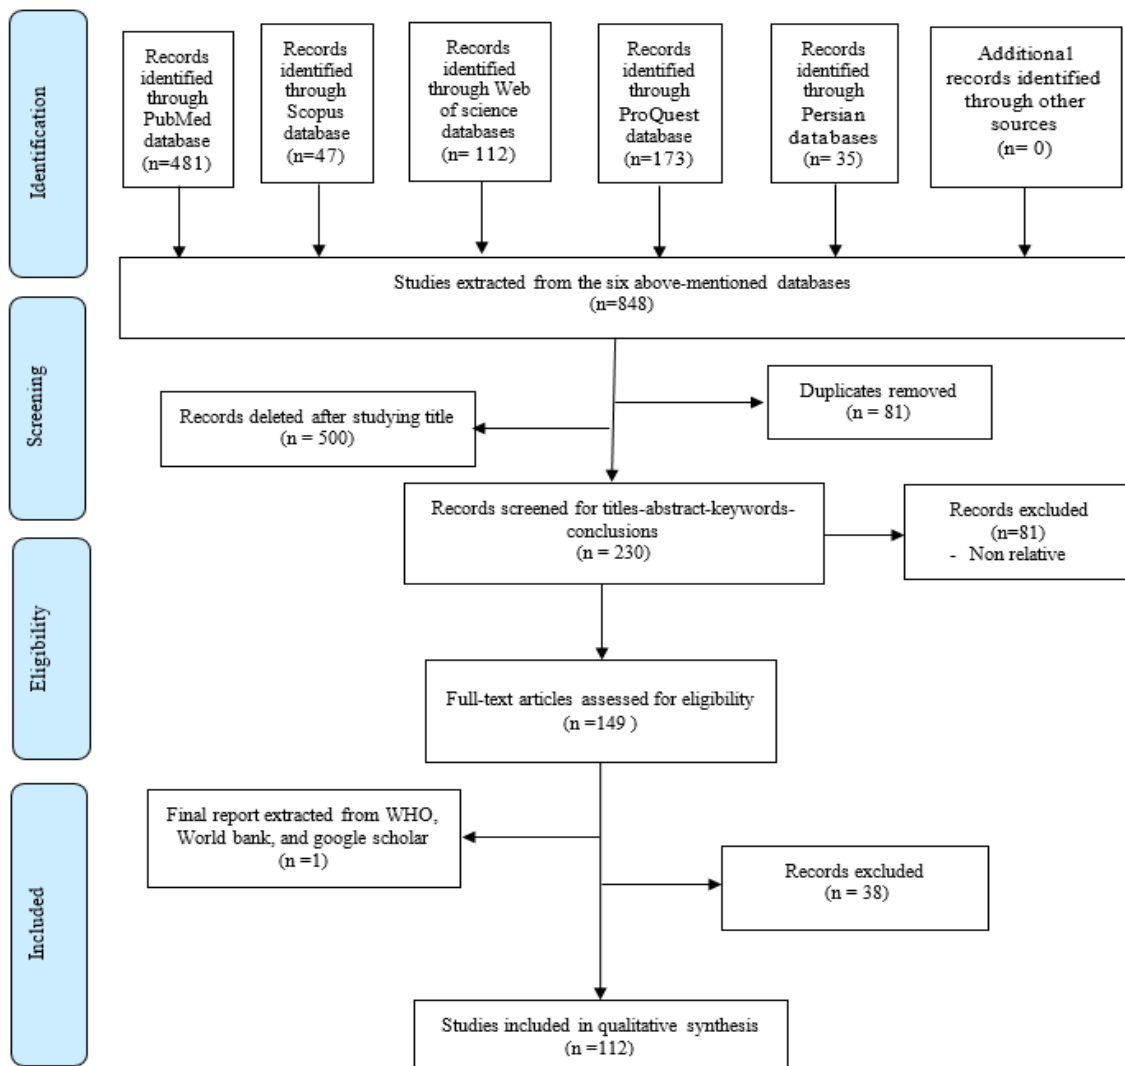 Identification
Records
identified
through
PubMed
database
(n=481)
Records
identified
through
Scopus
database
(n=47)
Records
identified
through Web
of science
databases
(n= 112)
Records
identified
through
ProQuest
database
(n=173)
Records
identified
through
Persian
databases
(n= 35)
Additional
records identified
through other
sources
(n= 0)
Studies extracted from the six above-mentioned databases
(n=848)
Screening
Duplicates removed
(n = 81)
Records deleted after studying title
(n = 500)
Records screened for titles-abstract-keywords-
conclusions
(n = 230)
Records excluded
(n=81)
- Non relative
Eligibility
Full-text articles assessed for eligibility
(n =149 )
Included
Final report extracted from WHO,
World bank, and google scholar
(n =1)
Records excluded
(n = 38)
Studies included in qualitative synthesis
(n =112)